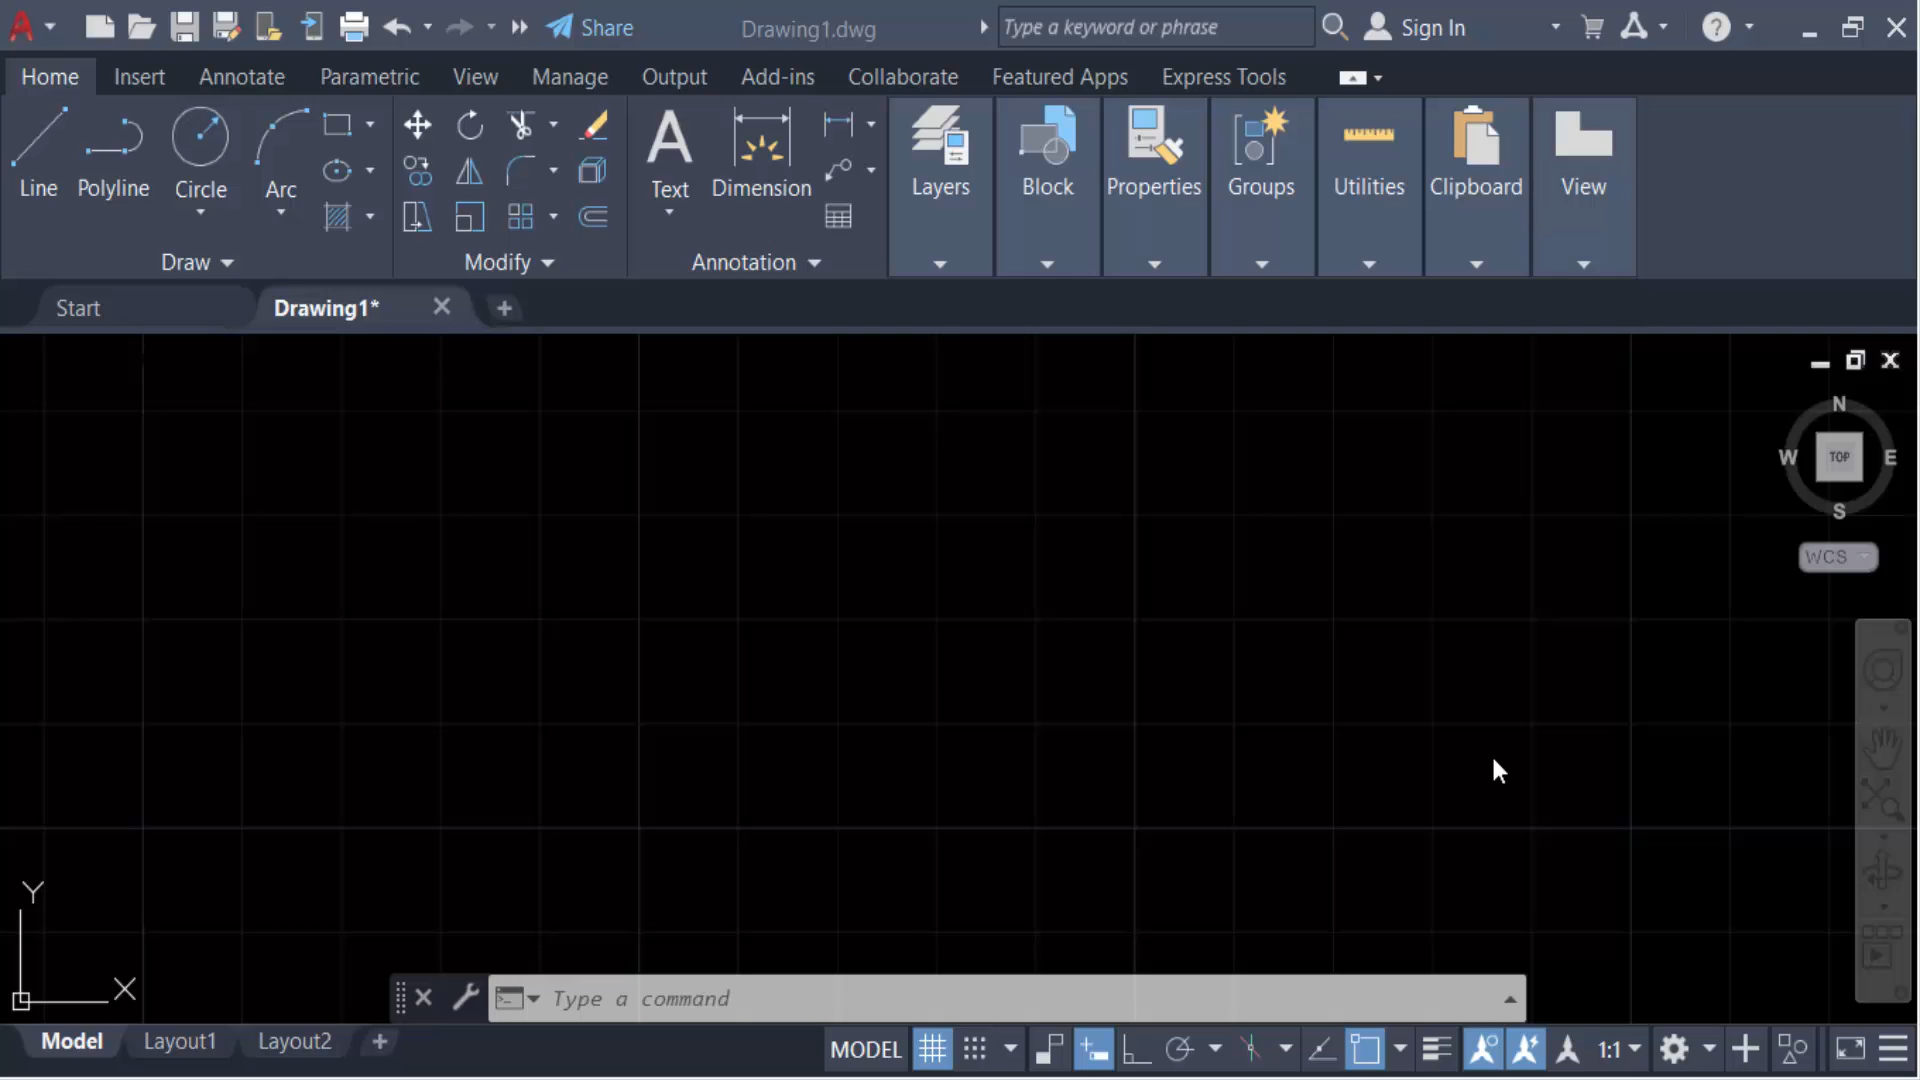 Share
Drawing1.dwg
Type a keyword or phrase
Sign In
Home Insert Annotate Parametric View Manage Output Add-ins Collaborate Featured Apps Express Tools
Line Polyline Circle Arc
Text Dimension
Layers Block Properties Groups Utilities Clipboard View
Draw Modify Annotation
Start Drawing1*
N
W TOP E
S
WCS
Y
X
Type a command
Model Layout1 Layout2
MODEL 1:1